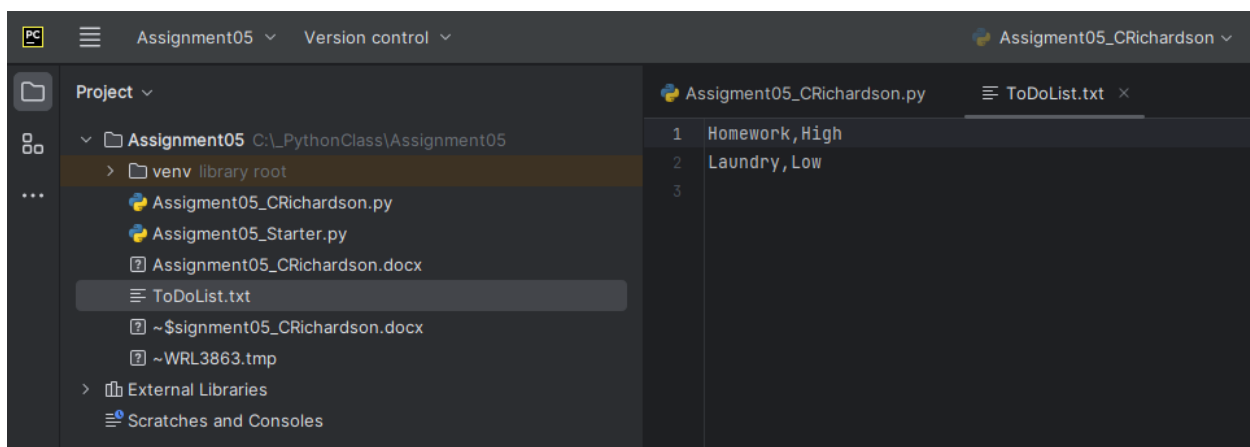 PC Assignment05 Version control Assigment05_CRichardson
Project
Assignment05 C:\_PythonClass\Assignment05
venv library root
Assigment05_CRichardson.py
Assigment05_Starter.py
Assignment05_CRichardson.docx
ToDoList.txt
~$signment05_CRichardson.docx
~WRL3863.tmp
External Libraries
Scratches and Consoles
Assigment05_CRichardson.py ToDoList.txt
1 Homework,High
2 Laundry,Low
3